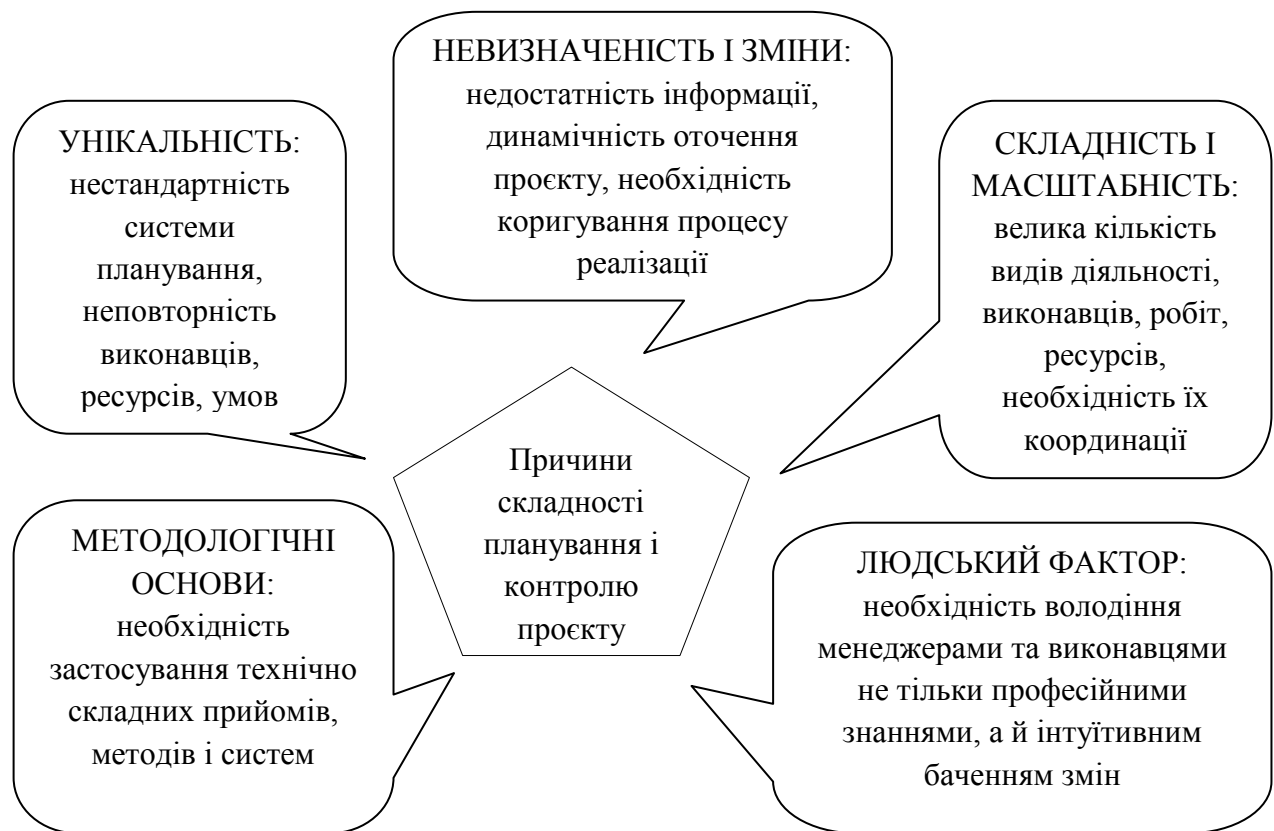 НЕВИЗНАЧЕНІСТЬ І ЗМІНИ:
недостатність інформації,
динамічність оточення
проєкту, необхідність
коригування процесу
реалізації
УНІКАЛЬНІСТЬ:
нестандартність
системи
планування,
неповторність
виконавців,
ресурсів, умов
СКЛАДНІСТЬ І
МАСШТАБНІСТЬ:
велика кількість
видів діяльності,
виконавців, робіт,
ресурсів,
необхідність їх
координації
Причини
складності
планування і
контролю
проєкту
МЕТОДОЛОГІЧНІ
ОСНОВИ:
необхідність
застосування технічно
складних прийомів,
методів і систем
ЛЮДСЬКИЙ ФАКТОР:
необхідність володіння
менеджерами та виконавцями
не тільки професійними
знаннями, а й інтуїтивним
баченням змін